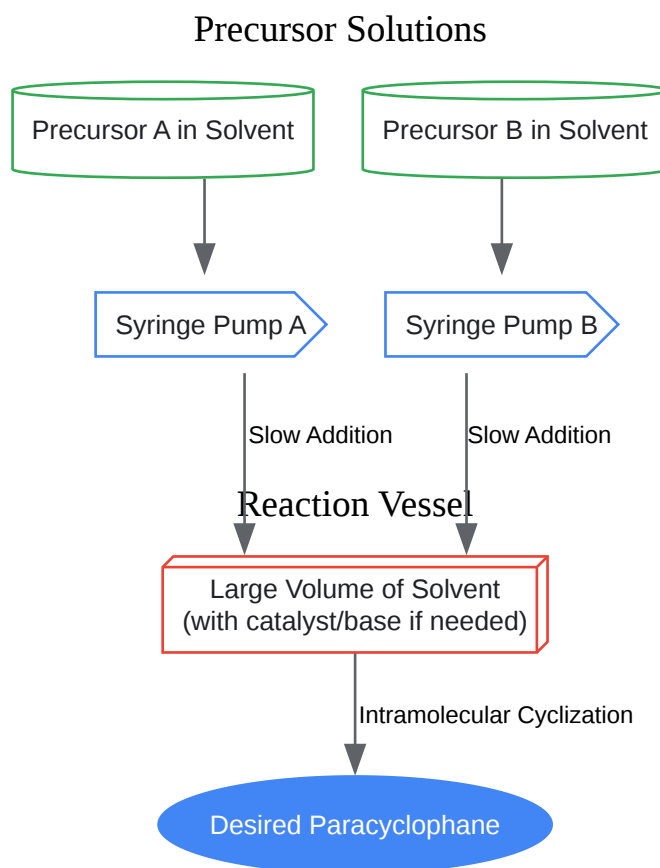 Precursor Solutions
Precursor A in Solvent
Precursor B in Solvent
Syringe Pump A
Syringe Pump B
Slow Addition
Slow Addition
Reaction Vessel
Large Volume of Solvent
(with catalyst/base if needed)
Intramolecular Cyclization
Desired Paracyclophane